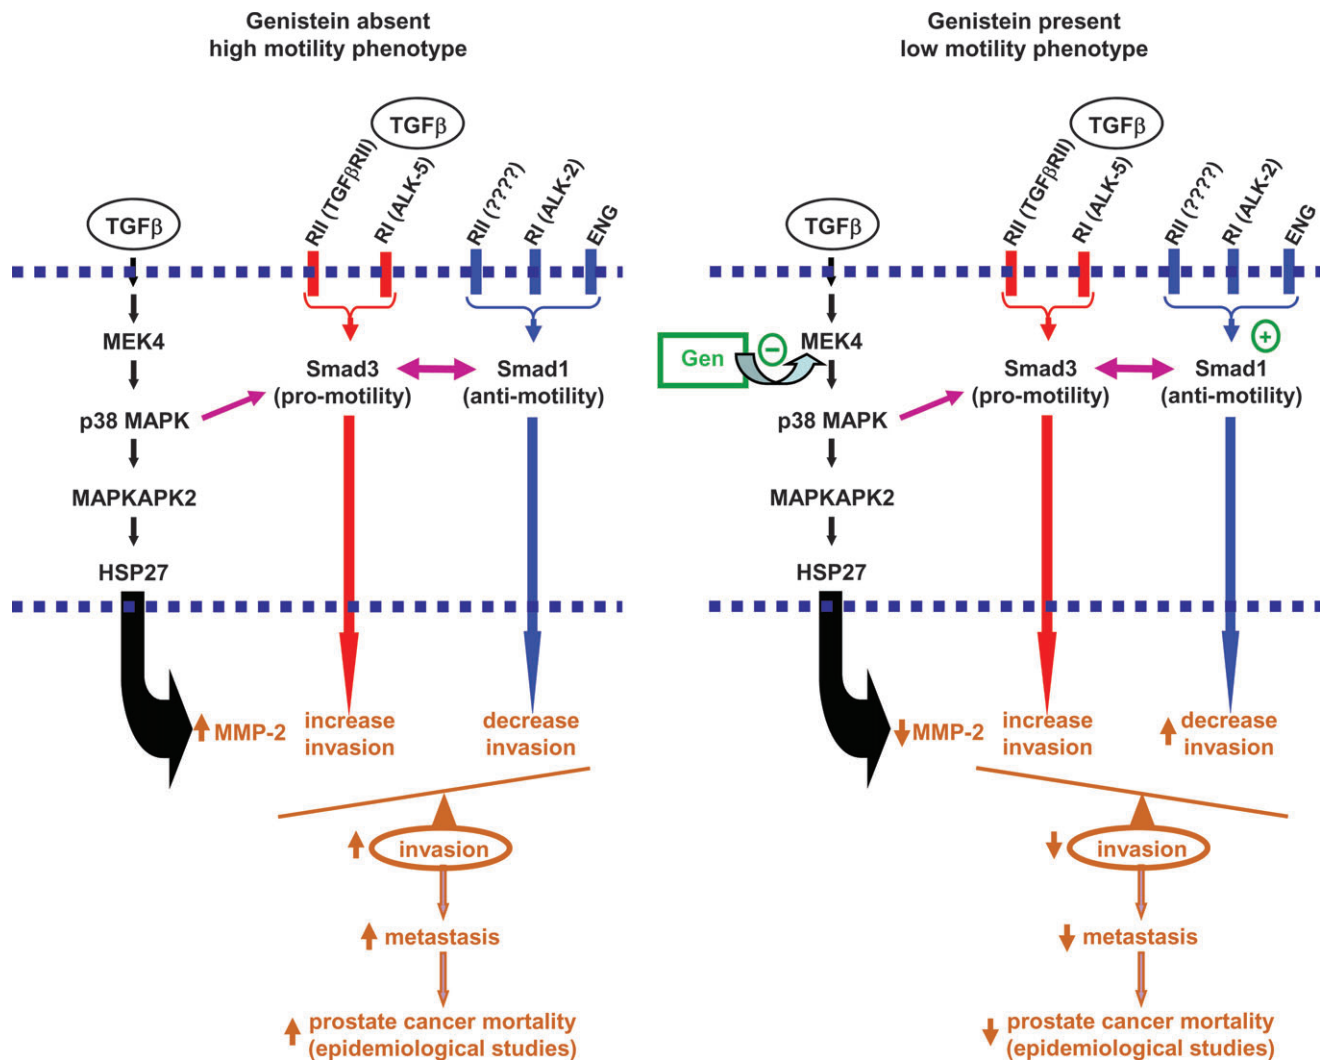 Genistein absent
high motility phenotype
TGFβ
TGFβ
RII (TGFβRII)
RI (ALK-5)
RII (????)
RI (ALK-2)
ENG
MEK4
Smad3
(pro-motility)
Smad1
(anti-motility)
p38 MAPK
MAPKAPK2
HSP27
MMP-2
increase
invasion
decrease
invasion
invasion
metastasis
prostate cancer mortality
(epidemiological studies)
Genistein present
low motility phenotype
TGFβ
TGFβ
RII (TGFβRII)
RI (ALK-5)
RII (????)
RI (ALK-2)
ENG
Gen
−
MEK4
+
Smad3
(pro-motility)
Smad1
(anti-motility)
p38 MAPK
MAPKAPK2
HSP27
MMP-2
increase
invasion
decrease
invasion
invasion
metastasis
prostate cancer mortality
(epidemiological studies)